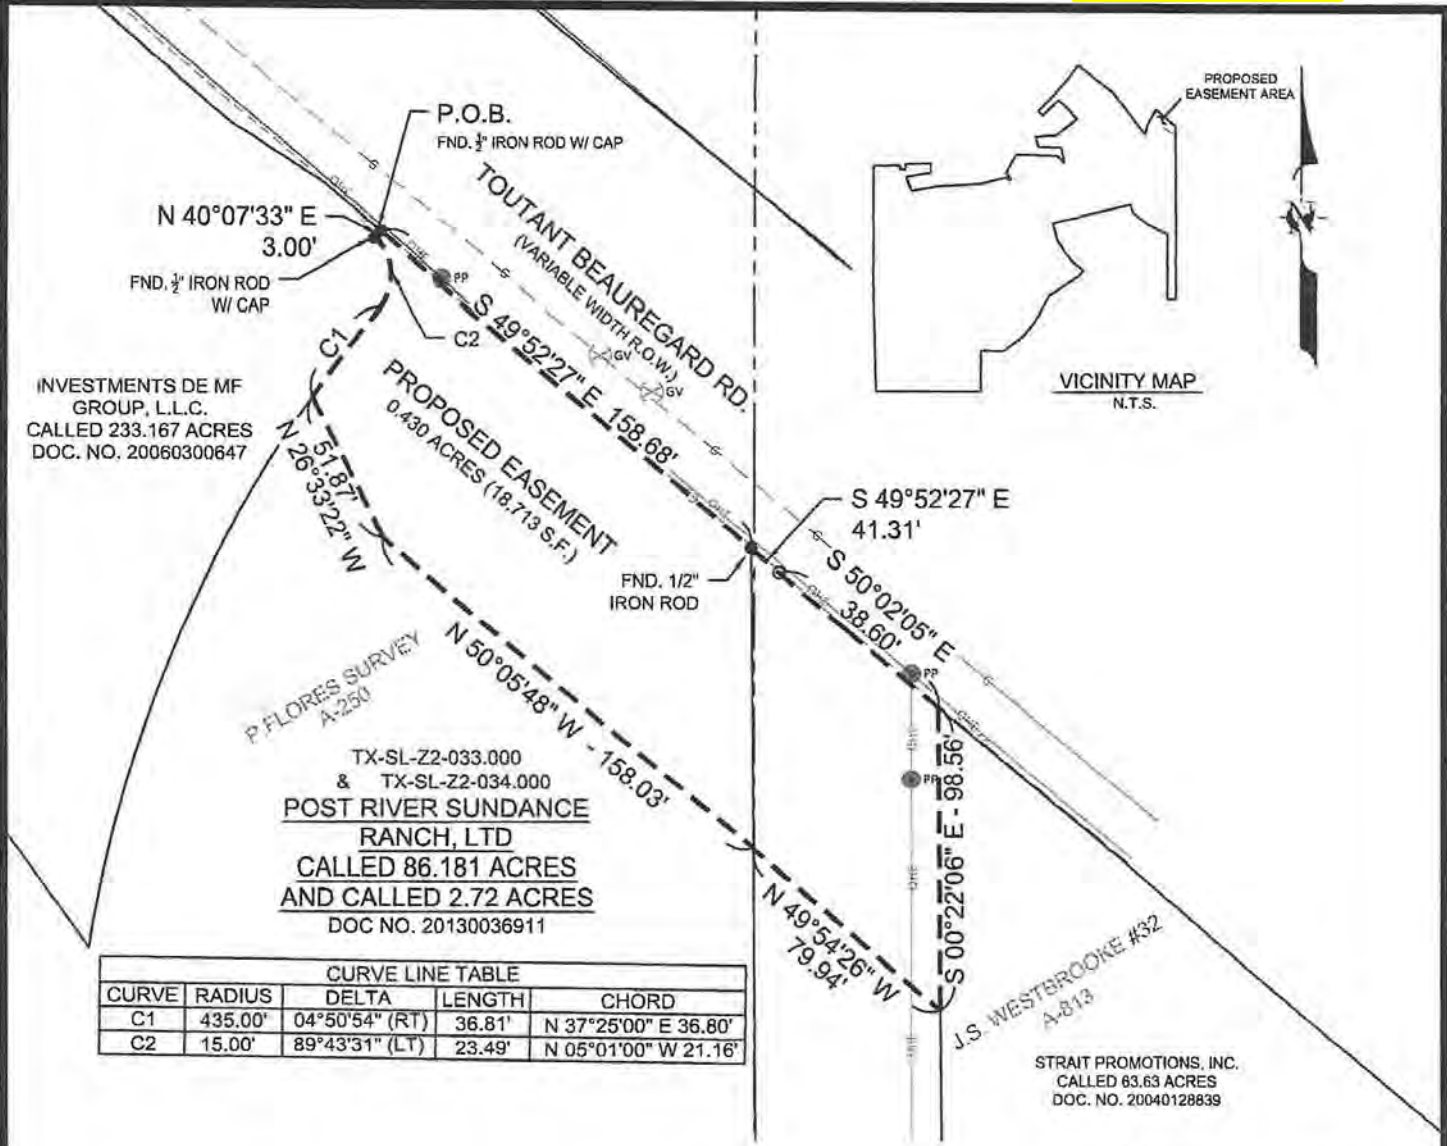 P.O.B.
FND. ½" IRON ROD W/ CAP
N 40°07'33" E
3.00'
FND. ½" IRON ROD
W/ CAP
C1
C2
PP
TOUTANT BEAUREGARD RD.
(VARIABLE WIDTH R.O.W.)
GV
GV
S 49°52'27" E 158.68'
PROPOSED EASEMENT
0.430 ACRES (18,713 S.F.)
INVESTMENTS DE MF
GROUP, L.L.C.
CALLED 233.167 ACRES
DOC. NO. 20060300647
51.87'
N 26°33'22" W
PROPOSED
EASEMENT AREA
N
VICINITY MAP
N.T.S.
S 49°52'27" E
41.31'
FND. 1/2"
IRON ROD
S 50°02'05" E
38.60'
PP
PP
OHE
OHE
OHE
G
G
G
G
G
N 50°05'48" W - 158.03'
P.FLORES SURVEY
A-250
S 00°22'06" E - 98.56'
N 49°54'26" W
79.94'
TX-SL-Z2-033.000
& TX-SL-Z2-034.000
POST RIVER SUNDANCE
RANCH, LTD
CALLED 86.181 ACRES
AND CALLED 2.72 ACRES
DOC NO. 20130036911
J.S. WESTBROOKE #32
A-813
STRAIT PROMOTIONS, INC.
CALLED 63.63 ACRES
DOC. NO. 20040128839
CURVE LINE TABLE
CURVE RADIUS DELTA LENGTH CHORD
C1 435.00' 04°50'54" (RT) 36.81' N 37°25'00" E 36.80'
C2 15.00' 89°43'31" (LT) 23.49' N 05°01'00" W 21.16'